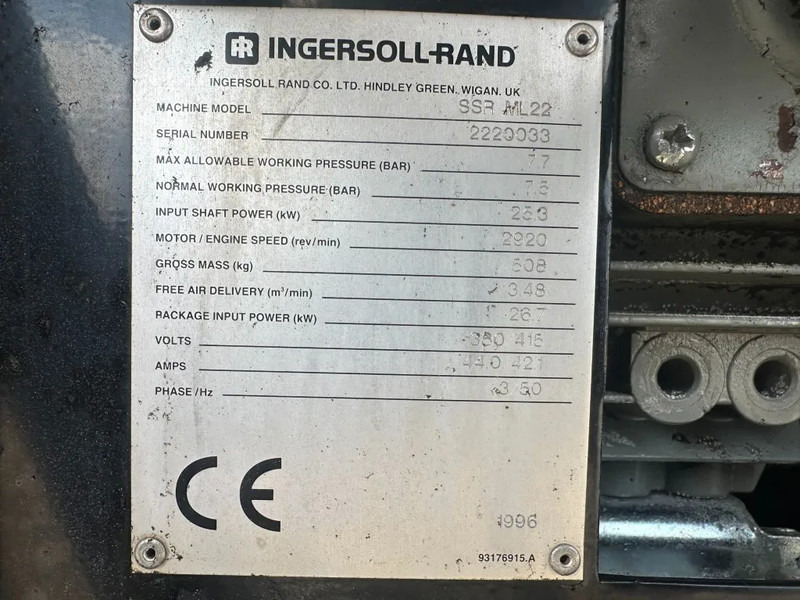 IR INGERSOLL-RAND
INGERSOLL RAND CO. LTD. HINDLEY GREEN. WIGAN. UK
MACHINE MODEL SSR ML22
SERIAL NUMBER 2229033
MAX ALLOWABLE WORKING PRESSURE (BAR) 7.7
NORMAL WORKING PRESSURE (BAR) 7.5
INPUT SHAFT POWER (kW) 25.3
MOTOR / ENGINE SPEED (rev/min) 2920
GROSS MASS (kg) 508
FREE AIR DELIVERY (m³/min) 3.48
RACKAGE INPUT POWER (kW) 26.7
VOLTS 380 415
AMPS 44.0 42.1
PHASE / Hz 3 50
CE
1996
93176915.A